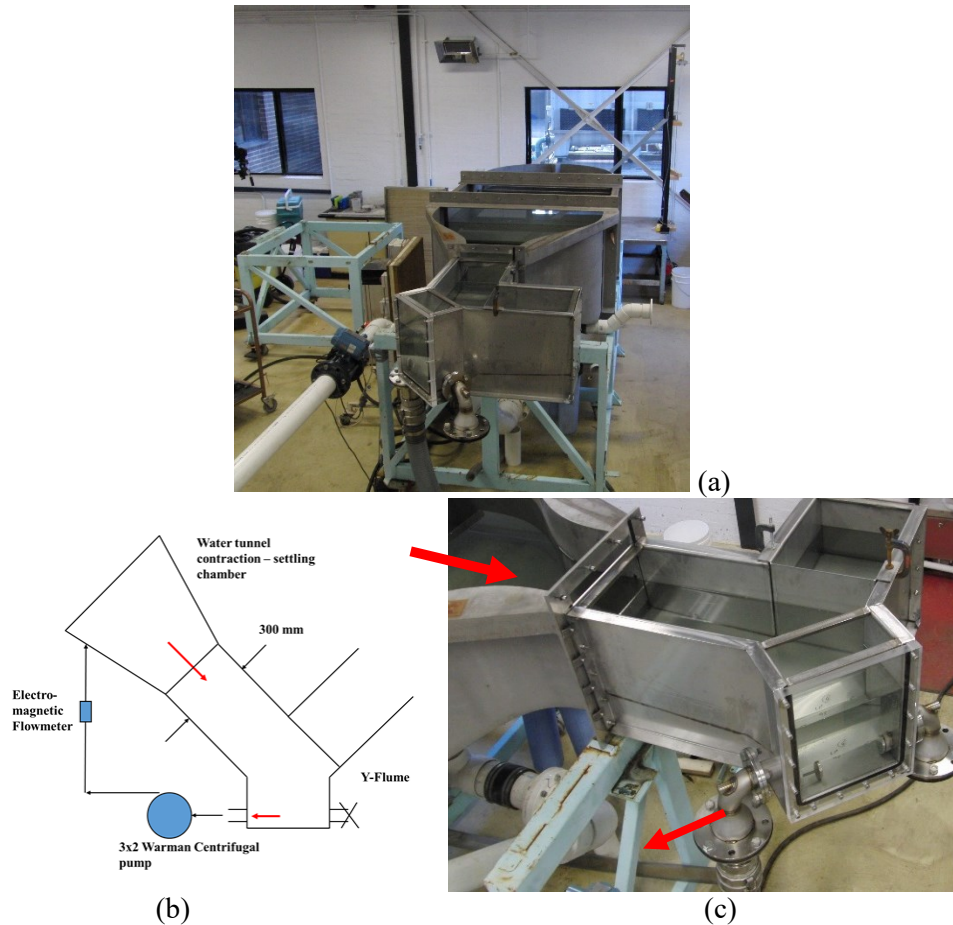 (a)
Water tunnel
contraction – settling
chamber
300 mm
Electro-
magnetic
Flowmeter
Y-Flume
3x2 Warman Centrifugal
pump
(b)
(c)